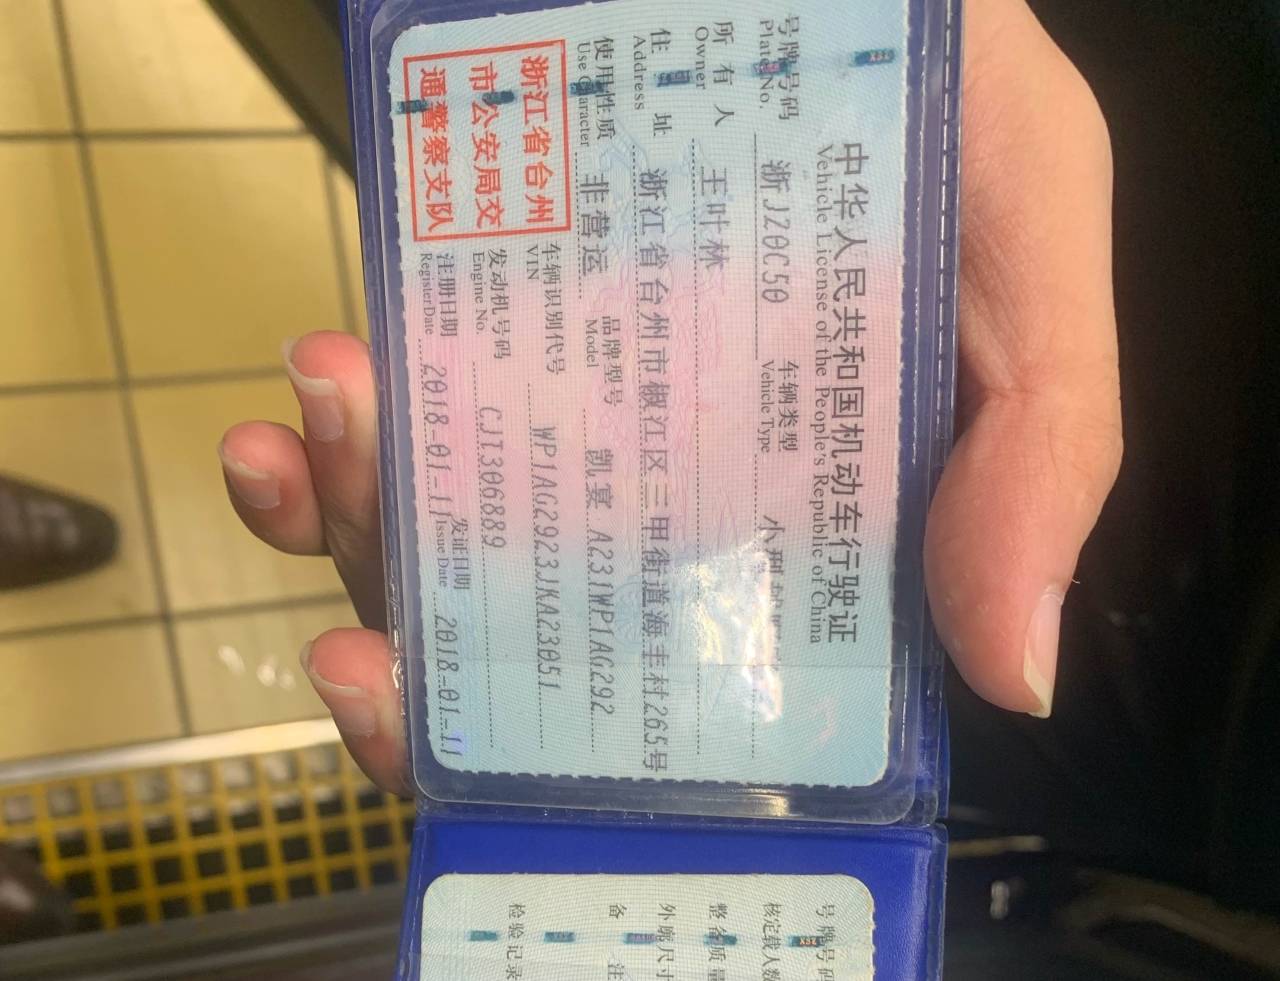 中华人民共和国机动车行驶证
Vehicle License of the People's Republic of China
号牌号码 浙JZ0C50 车辆类型 小型
Plate No. Vehicle Type
所有人 王叶林
Owner
住址 浙江省台州市椒江区三甲街道海丰村265号
Address
使用性质 非营运 品牌型号 凯宴 A231WP1AG292
Use Character Model
浙江省台州
市公安局交
通警察支队
车辆识别代号 WP1AG2923JKA23051
VIN
发动机号码 CJT306889
Engine No.
注册日期 2018-01-11 发证日期 2018-01-11
Register Date Issue Date
号牌号码
核定载人数
整备质量
外廓尺寸
备注
检验记录